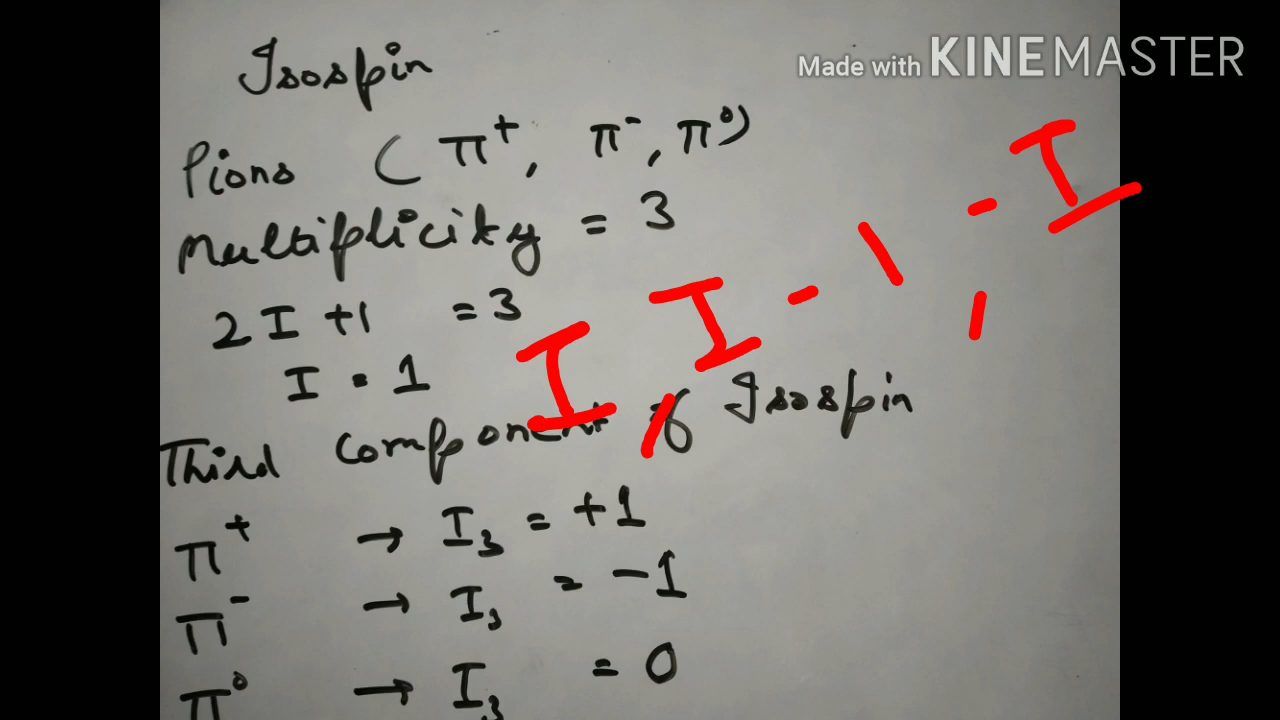 Made with KINEMASTER
Isospin
Pions ( π⁺, π⁻, π⁰)
Multiplicity = 3
2 I +1 = 3
I = 1
I, I - 1, - I
Third component of Isospin
π⁺ → I₃ = +1
π⁻ → I₃ = -1
π⁰ → I₃ = 0